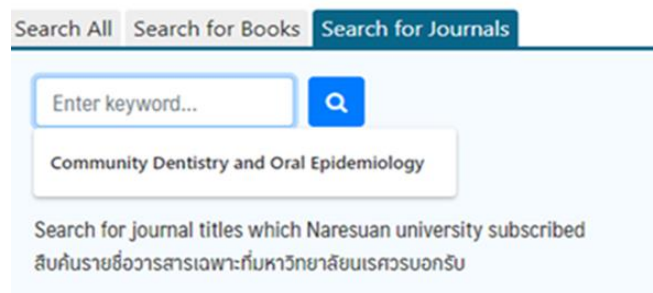 Search All Search for Books Search for Journals
Enter keyword...
Community Dentistry and Oral Epidemiology
Search for journal titles which Naresuan university subscribed
สืบค้นรายชื่อวารสารเฉพาะที่มหาวิทยาลัยนเรศวรบอกรับ